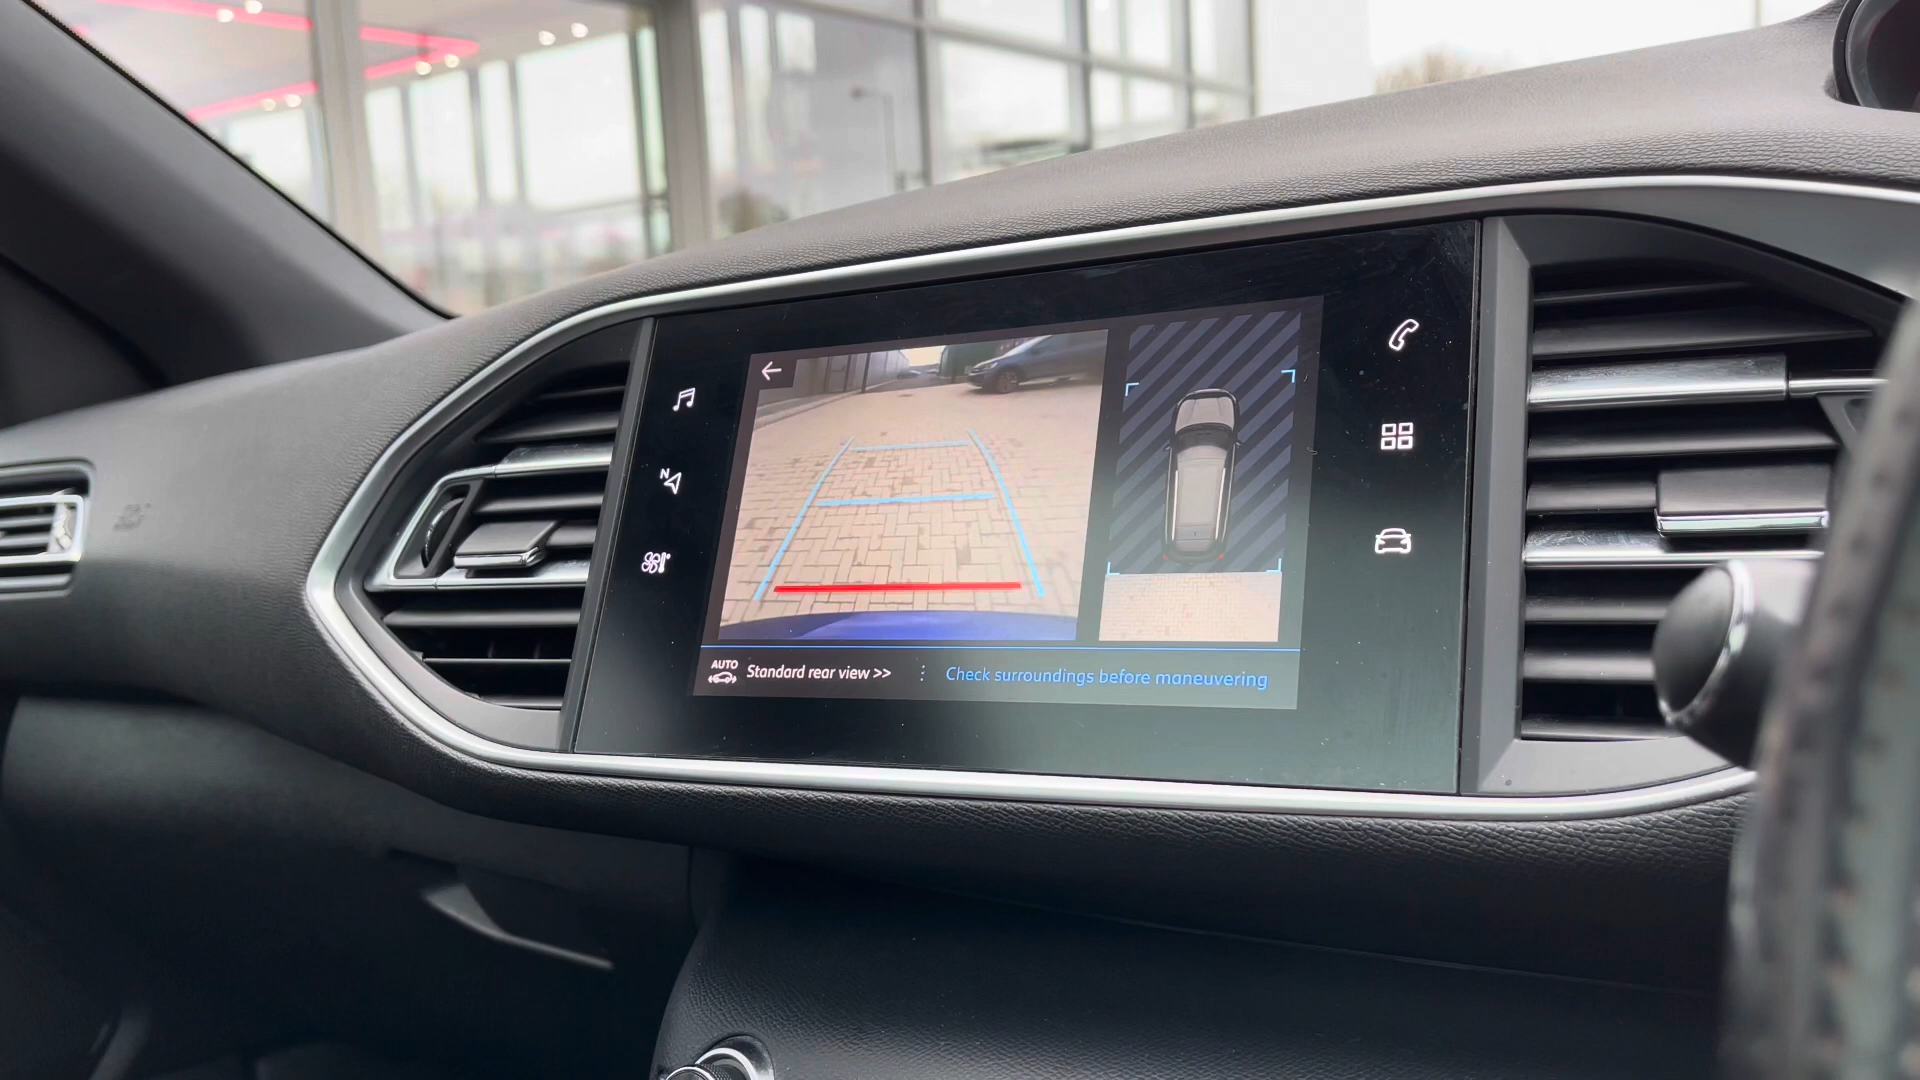 N
AUTO
Standard rear view >>
Check surroundings before maneuvering